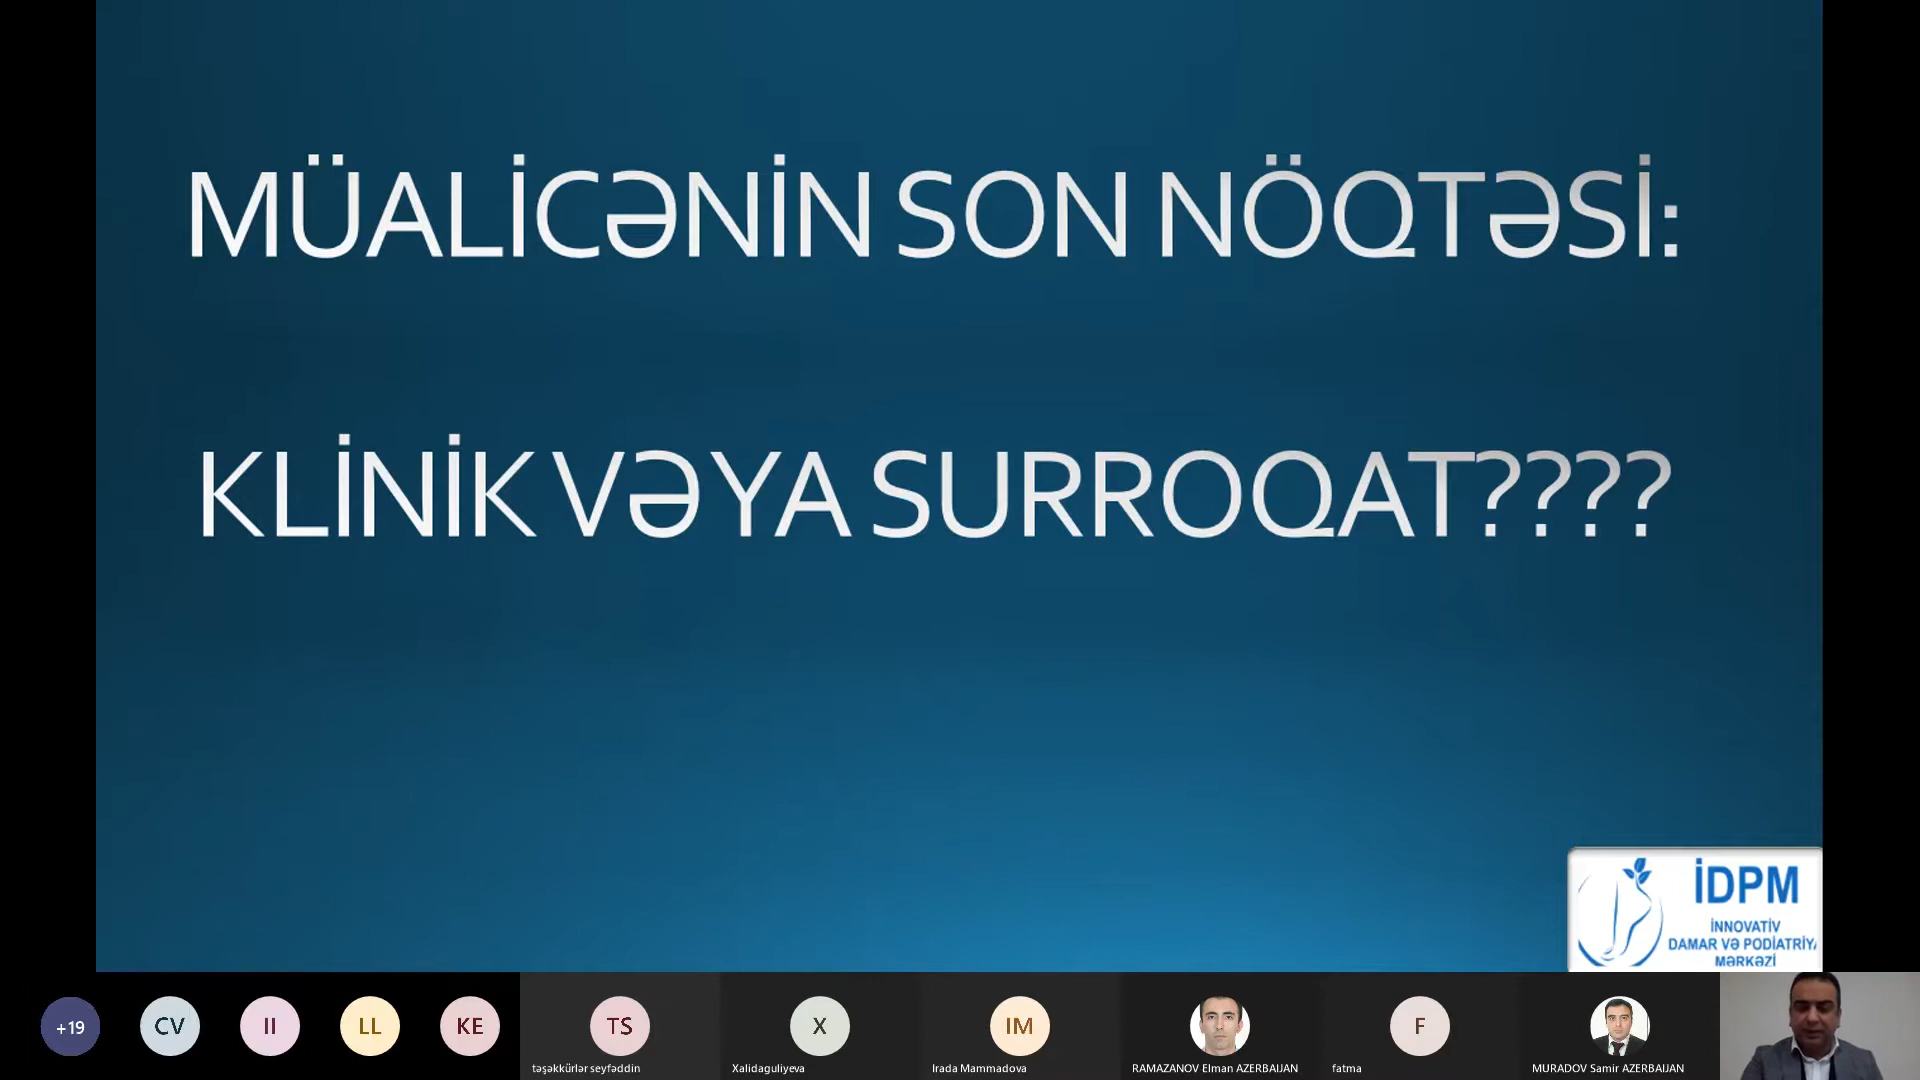 MÜALİCƏNİN SON NÖQTƏSİ:
KLİNİK VƏ YA SURROQAT????
İDPM
İNNOVATİV
DAMAR VƏ PODİATRİY
MƏRKƏZİ
+19
CV
II
LL
KE
TS
X
IM
F
təşəkkürlər seyfəddin
Xalidaguliyeva
Irada Mammadova
RAMAZANOV Elman AZERBAIJAN
fatma
MURADOV Samir AZERBAIJAN